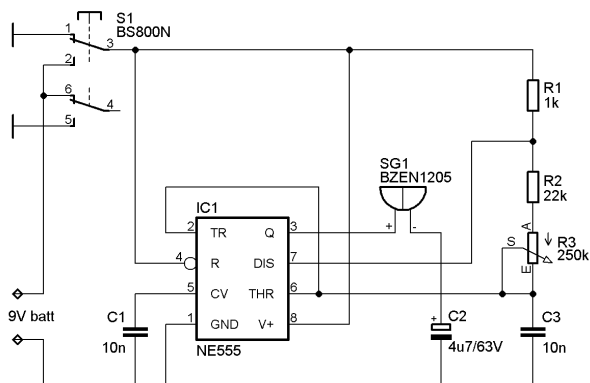 S1
BS800N
1
3
2
6
4
5
R1
1k
SG1
BZEN1205
R2
22k
IC1
+
-
A
S
R3
250k
E
2 TR Q 3
4 R DIS 7
5 CV THR 6
1 GND V+ 8
NE555
9V batt
C1
10n
+
C2
4u7/63V
C3
10n